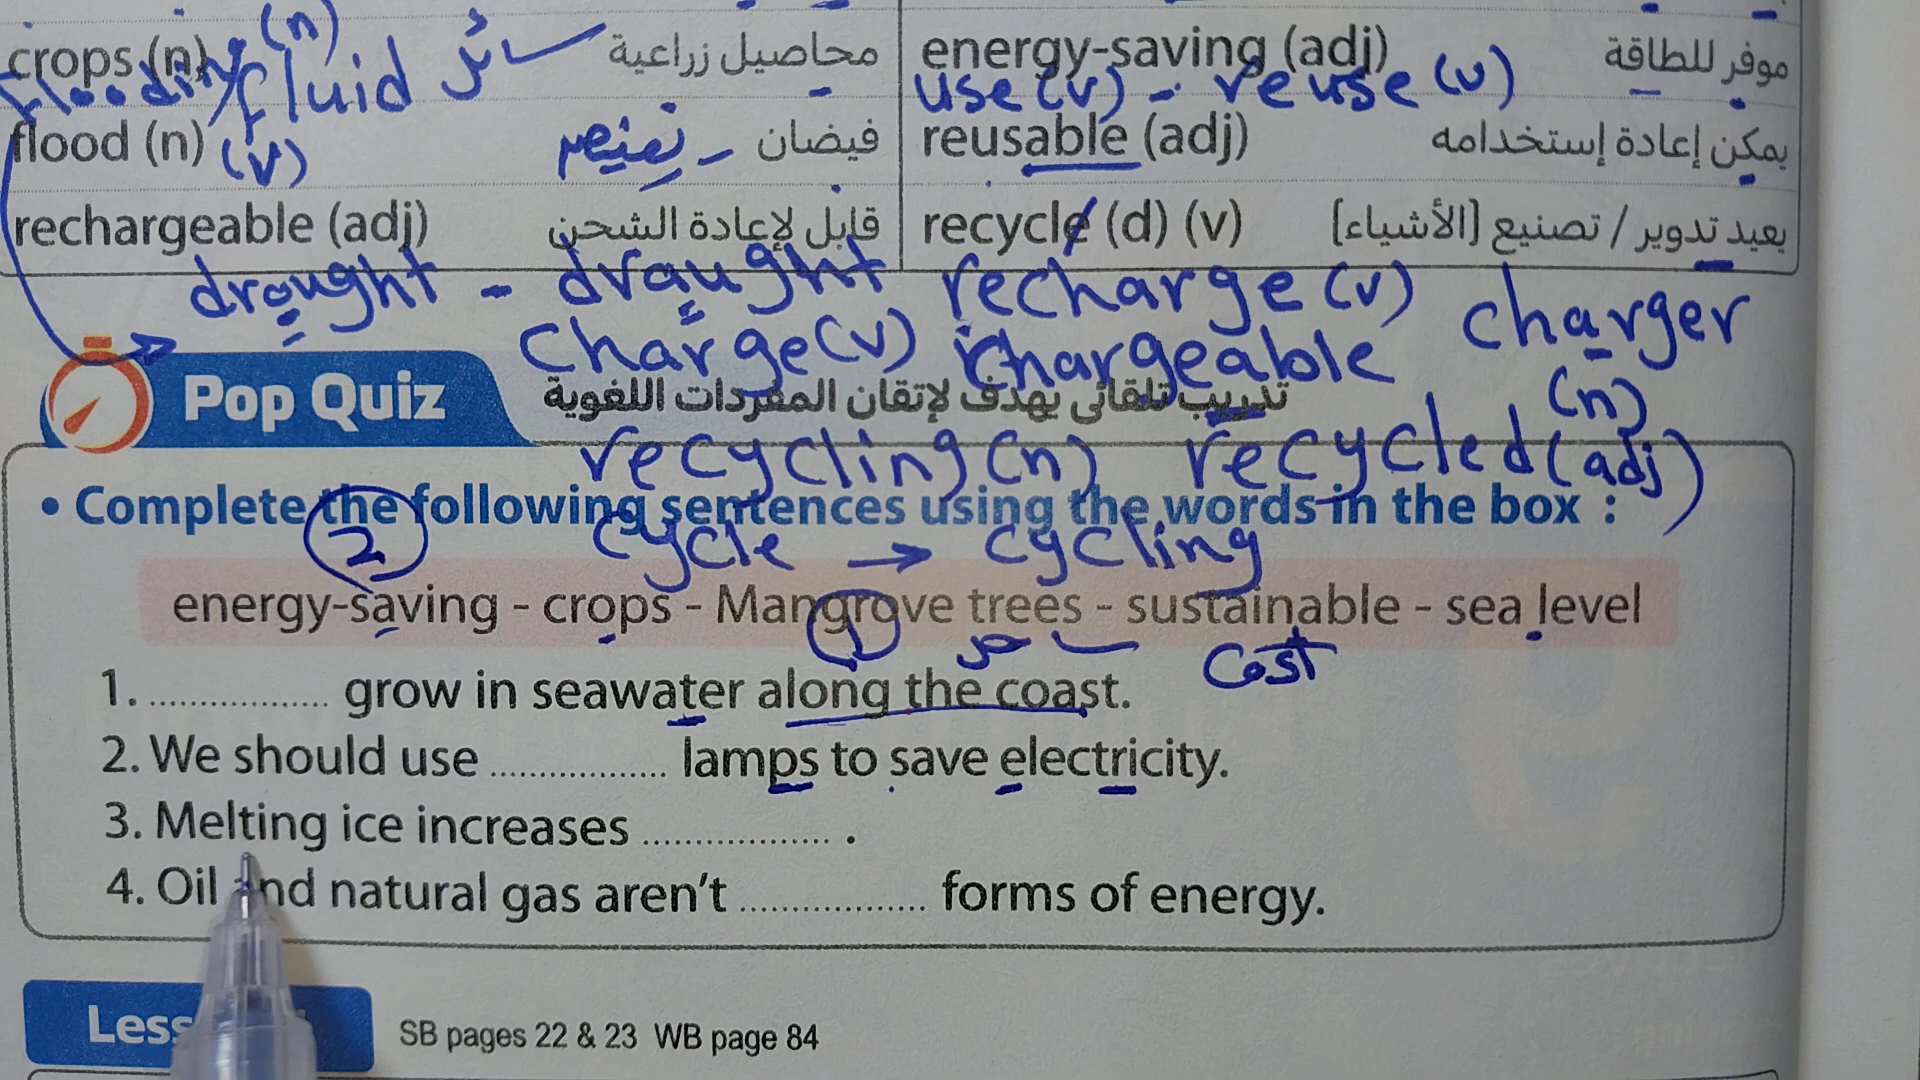 (n)
crops (n) محاصيل زراعية energy-saving (adj) موفر للطاقة
fluid سائل use (v) - reuse (v)
flood (n) (v) فيضان reusable (adj) يمكن إعادة إستخدامه
rechargeable (adj) قابل لإعادة الشحن recycle (d) (v) يعيد تدوير / تصنيع [الأشياء]
drought - draught recharge (v) charger (n)
charge (v) chargeable
Pop Quiz تدريب تلقائى يهدف لإتقان المفردات اللغوية
recycling (n) recycled (adj)
• Complete the following sentences using the words in the box :
2 cycle → cycling
energy-saving - crops - Mangrove trees - sustainable - sea level
1 cost
1. .................. grow in seawater along the coast.
2. We should use .................. lamps to save electricity.
3. Melting ice increases ................... .
4. Oil and natural gas aren't ................... forms of energy.
Less
SB pages 22 & 23 WB page 84